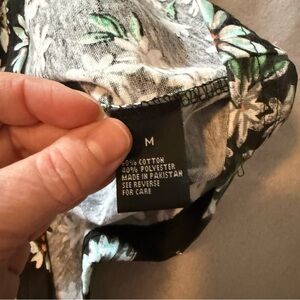 M
60% COTTON
40% POLYESTER
MADE IN PAKISTAN
SEE REVERSE
FOR CARE